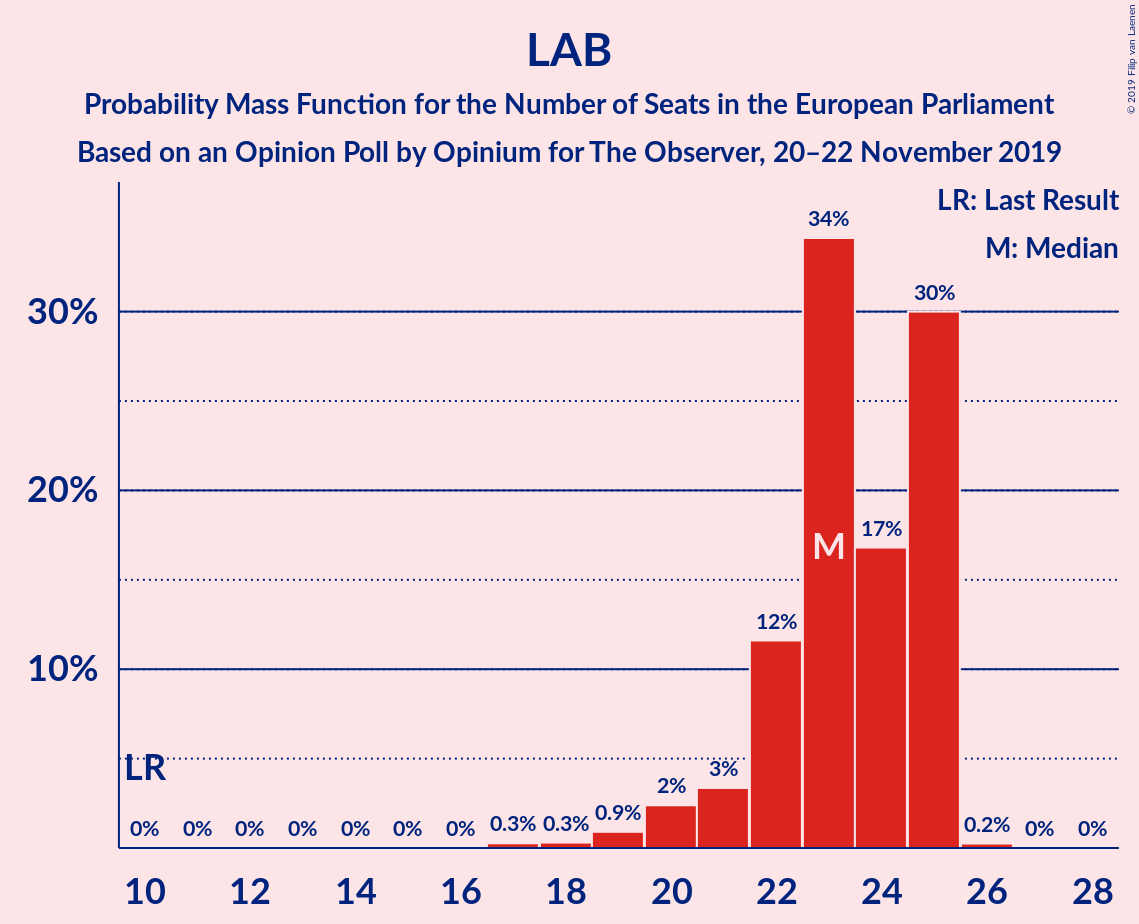 LAB
Probability Mass Function for the Number of Seats in the European Parliament
Based on an Opinion Poll by Opinium for The Observer, 20–22 November 2019
© 2019 Filip van Laenen
LR: Last Result
M: Median
34%
30%
30%
20%
17%
M
12%
10%
LR
3%
2%
0% 0% 0% 0% 0% 0% 0% 0.3% 0.3% 0.9% 0.2% 0% 0%
10 12 14 16 18 20 22 24 26 28